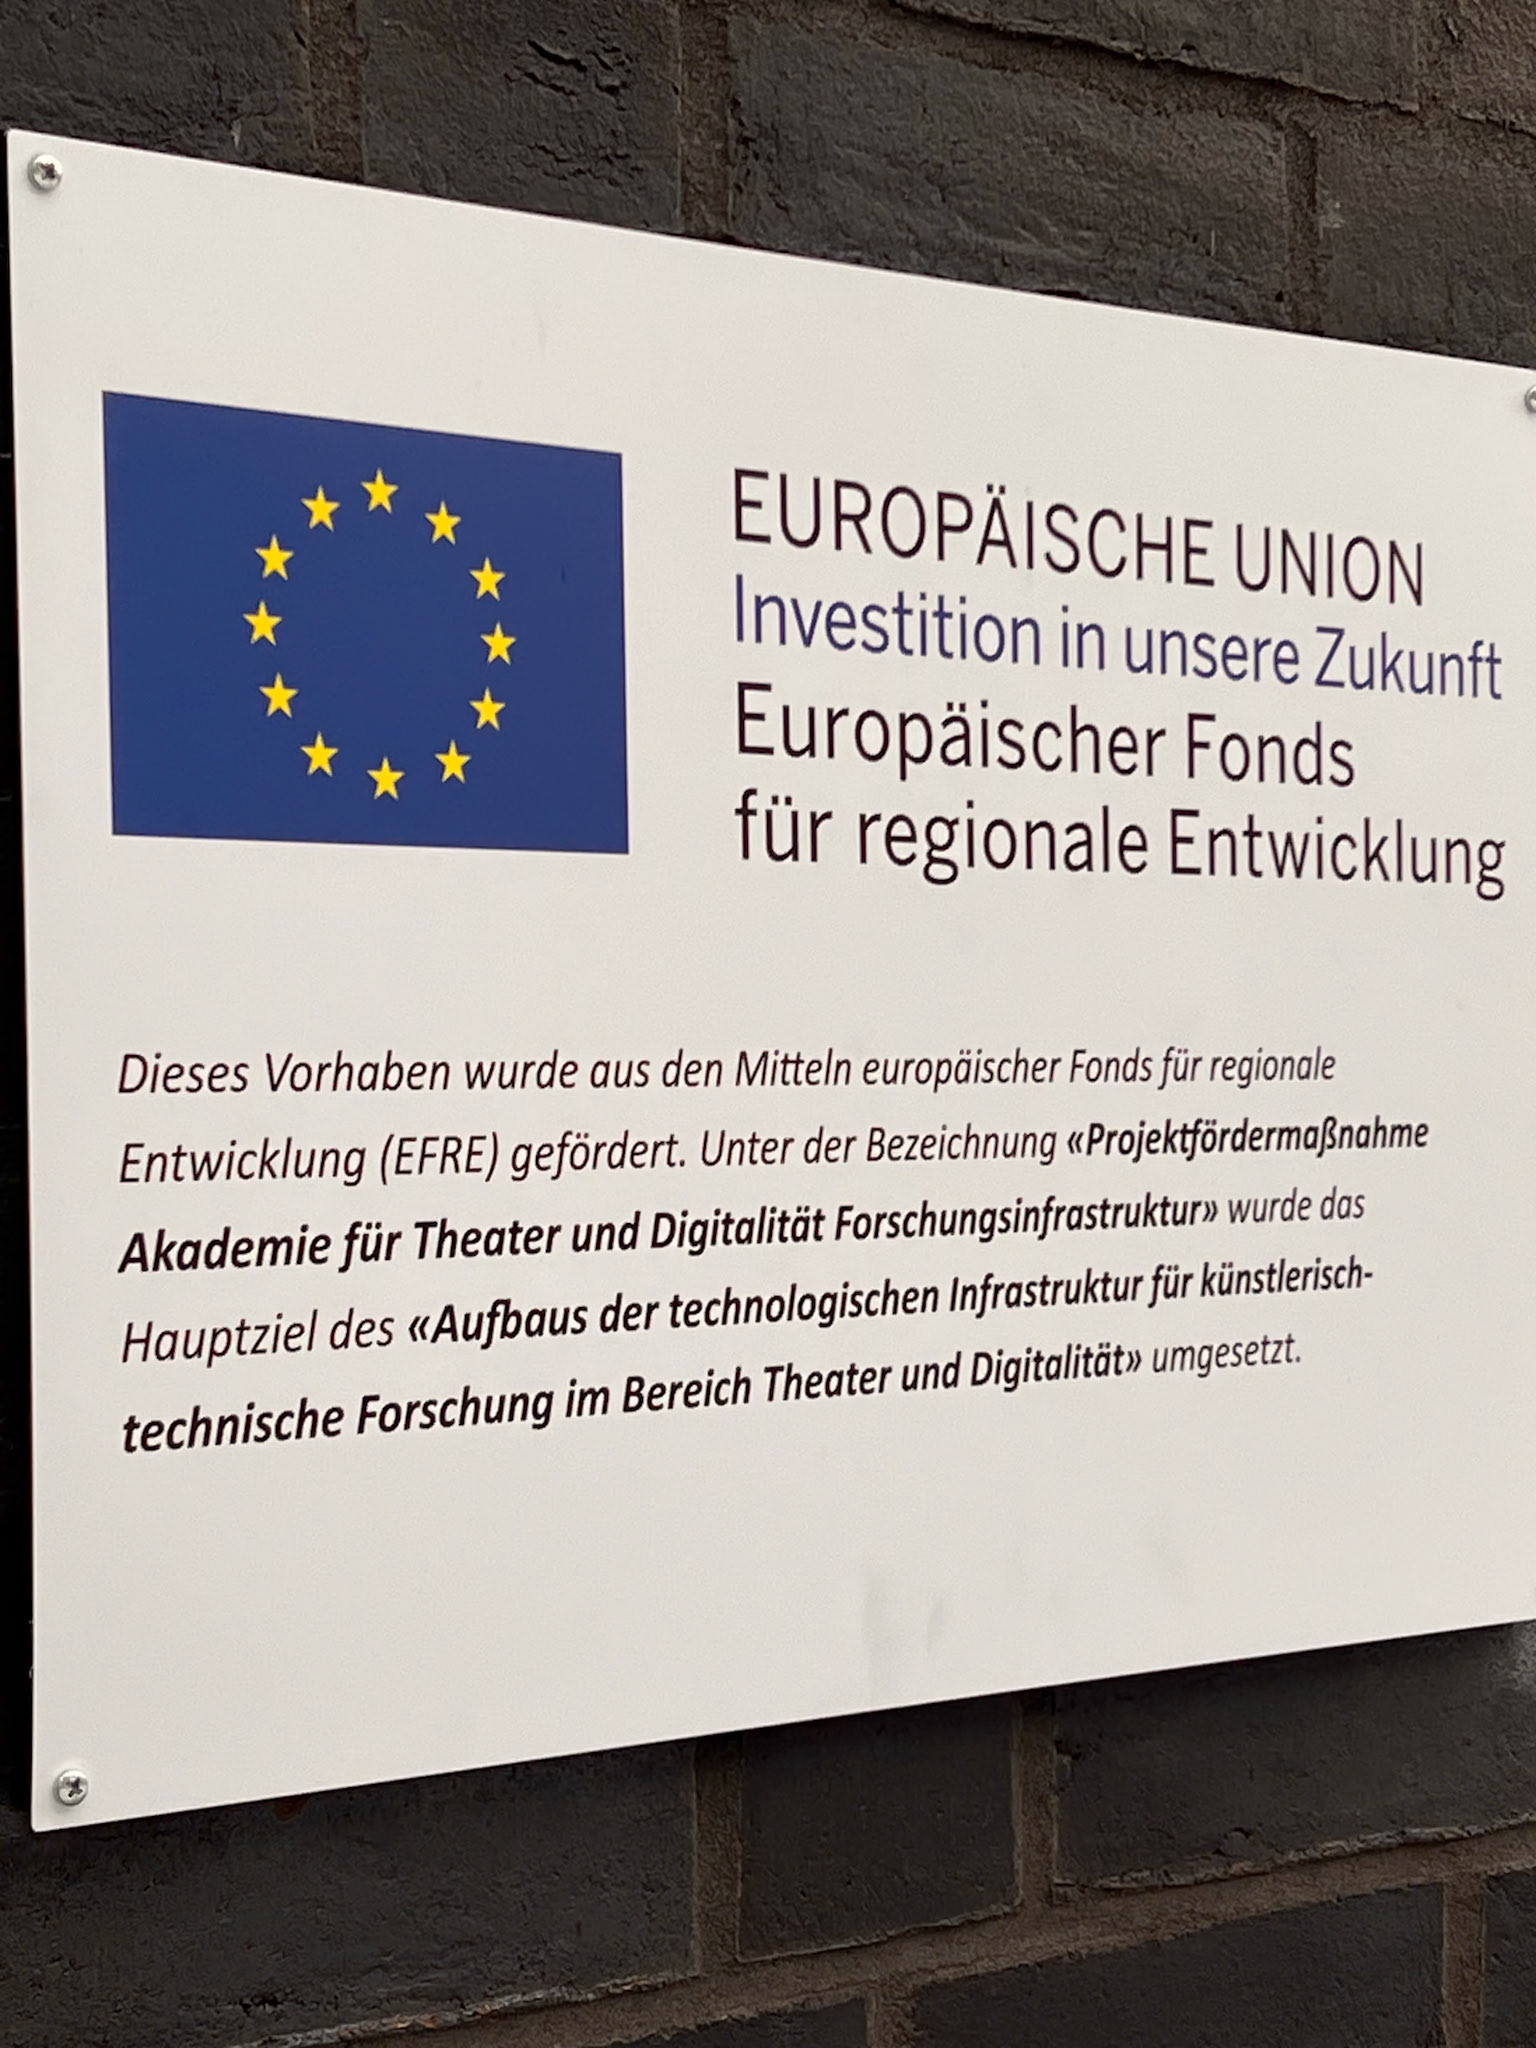 EUROPÄISCHE UNION
Investition in unsere Zukunft
Europäischer Fonds
für regionale Entwicklung
Dieses Vorhaben wurde aus den Mitteln europäischer Fonds für regionale
Entwicklung (EFRE) gefördert. Unter der Bezeichnung «Projektfördermaßnahme
Akademie für Theater und Digitalität Forschungsinfrastruktur» wurde das
Hauptziel des «Aufbaus der technologischen Infrastruktur für künstlerisch-
technische Forschung im Bereich Theater und Digitalität» umgesetzt.